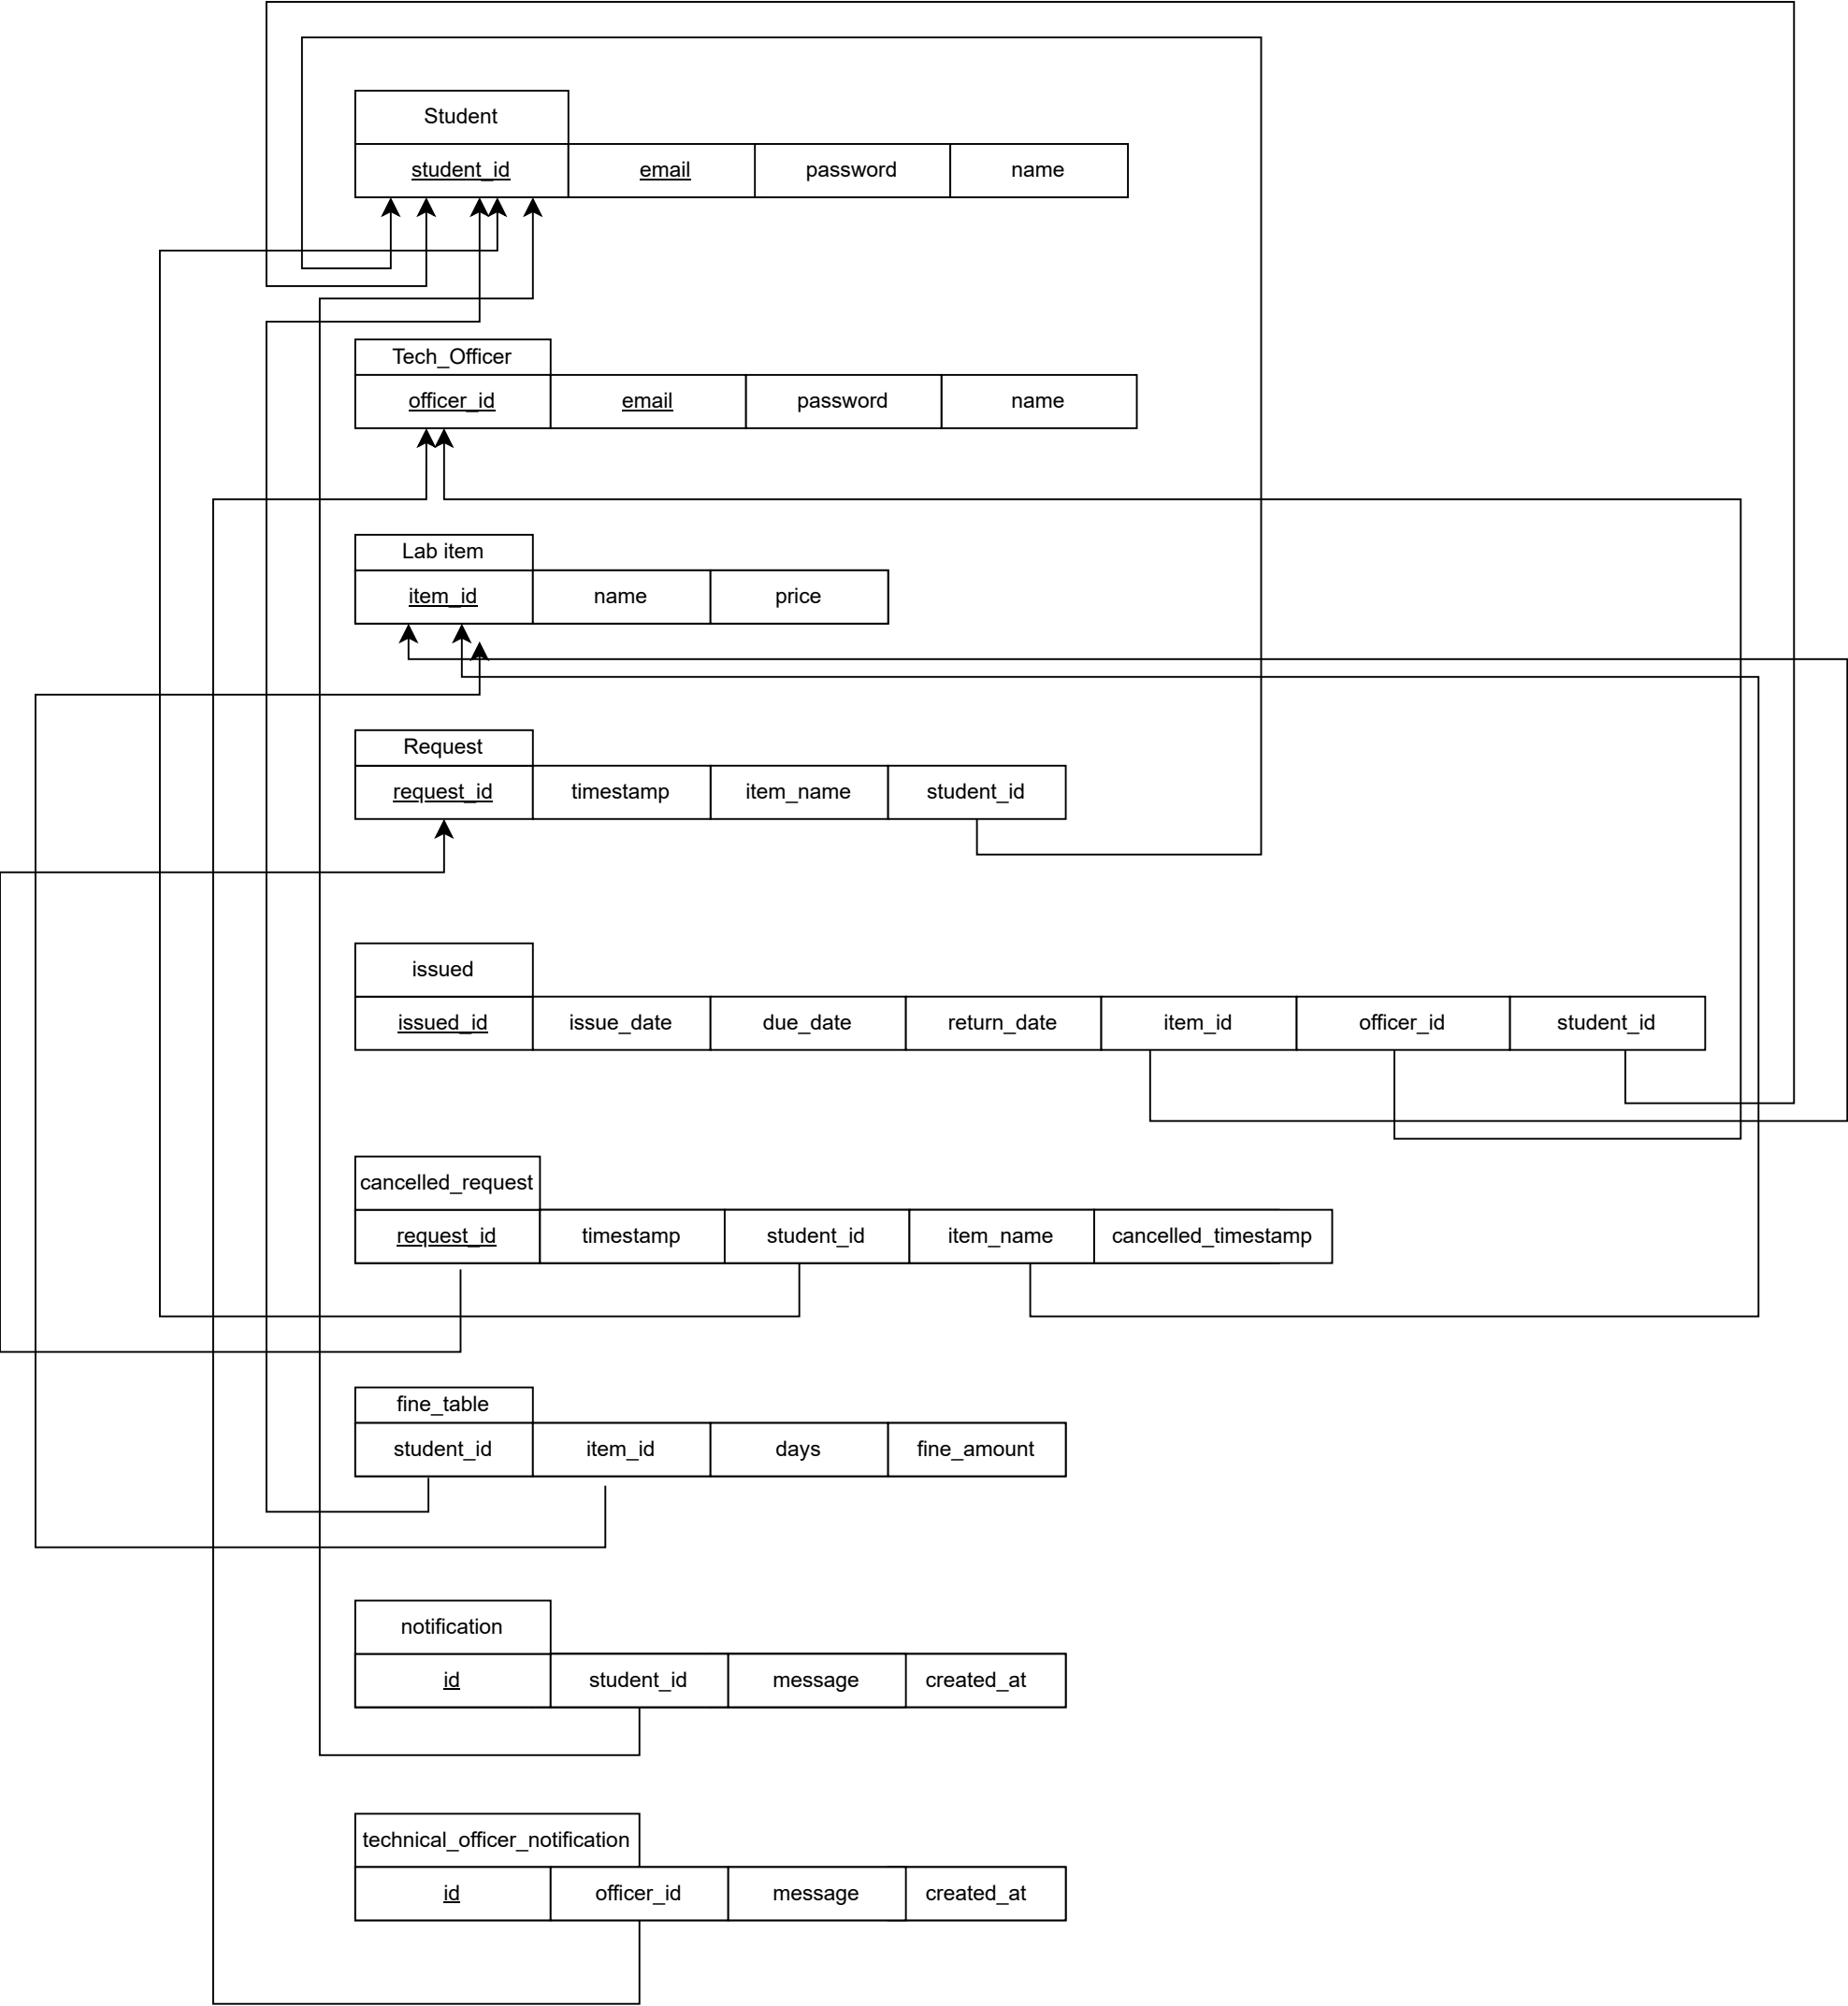 Student
student_id email password name
Tech_Officer
officer_id email password name
Lab item
item_id name price
Request
request_id timestamp item_name student_id
issued
issued_id issue_date due_date return_date item_id officer_id student_id
cancelled_request
request_id timestamp student_id item_name cancelled_timestamp
fine_table
student_id item_id days fine_amount
notification
id student_id message created_at
technical_officer_notification
id officer_id message created_at